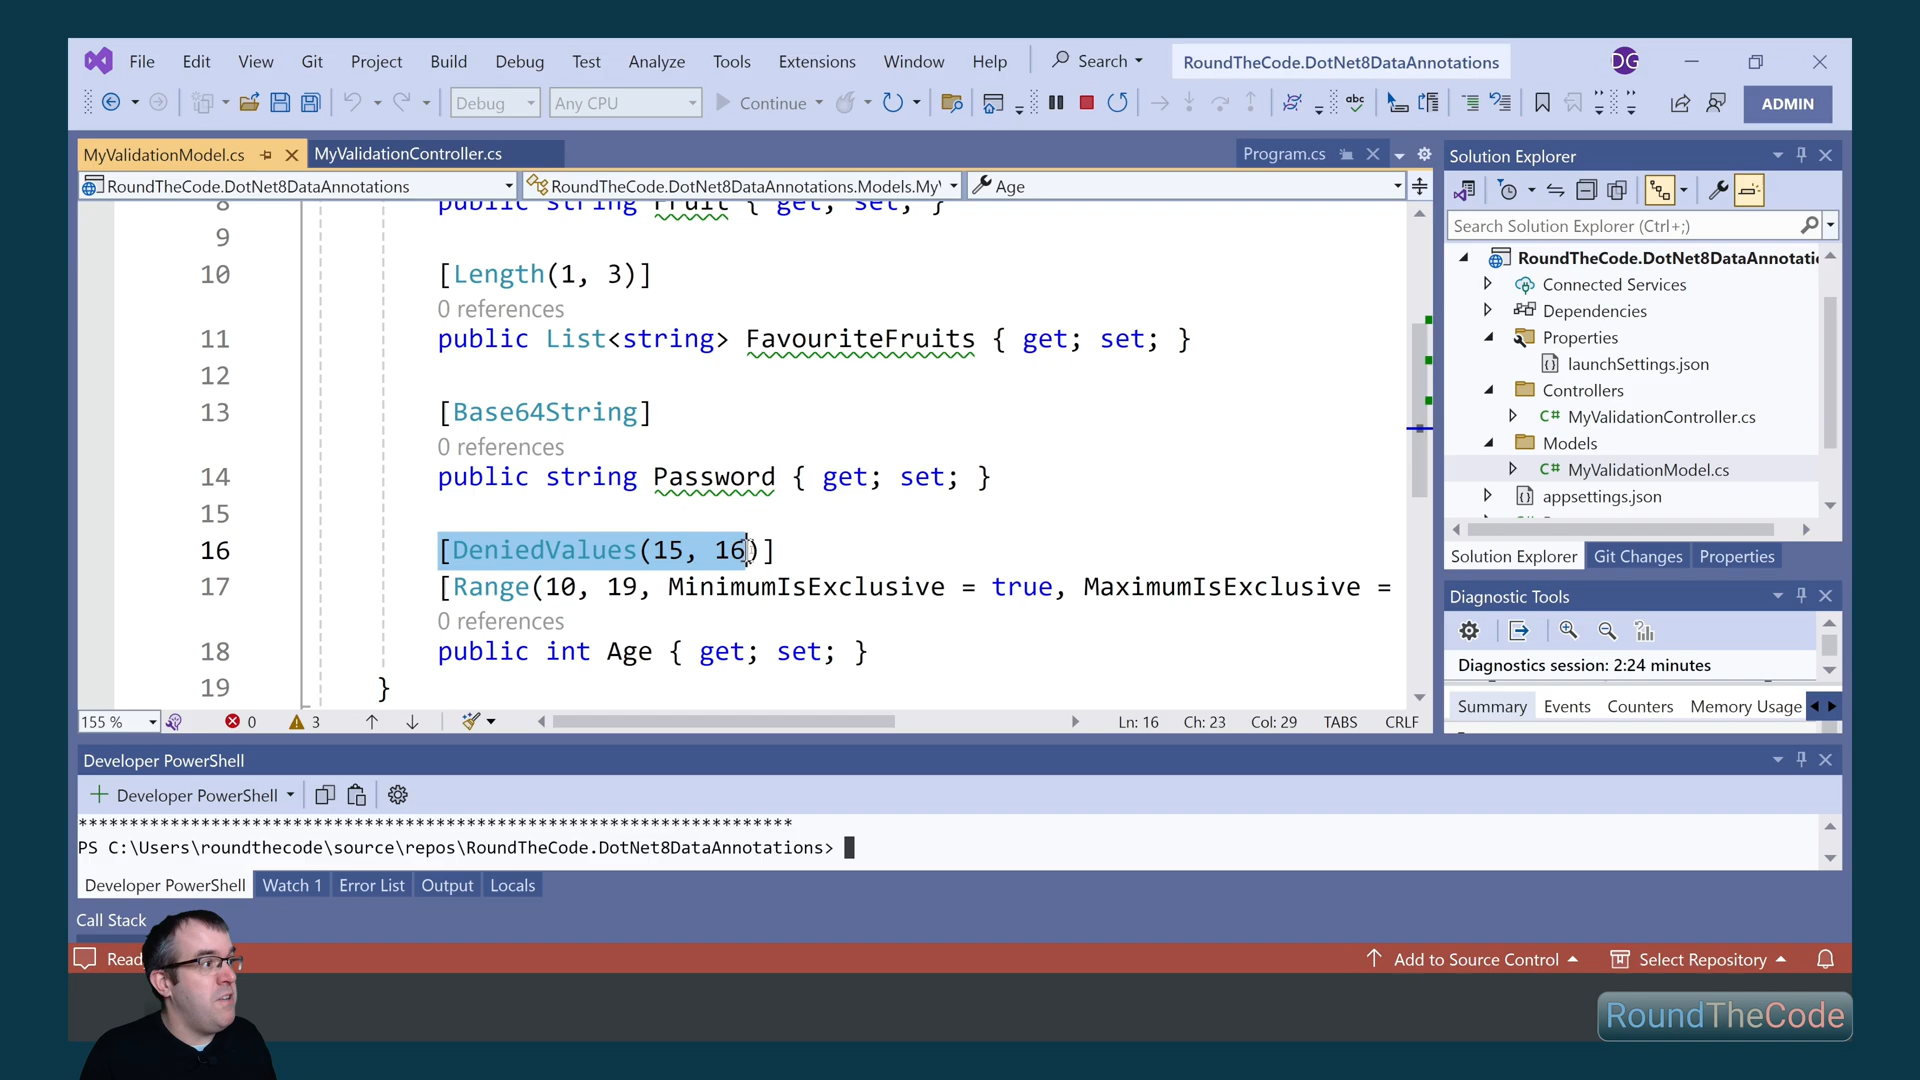 File Edit View Git Project Build Debug Test Analyze Tools Extensions Window Help Search RoundTheCode.DotNet8DataAnnotations DG
Debug Any CPU Continue abc ADMIN
MyValidationModel.cs MyValidationController.cs Program.cs
RoundTheCode.DotNet8DataAnnotations RoundTheCode.DotNet8DataAnnotations.Models.My Age
8 public string Fruit { get; set; }
9
10 [Length(1, 3)]
0 references
11 public List<string> FavouriteFruits { get; set; }
12
13 [Base64String]
0 references
14 public string Password { get; set; }
15
16 [DeniedValues(15, 16)]
17 [Range(10, 19, MinimumIsExclusive = true, MaximumIsExclusive =
0 references
18 public int Age { get; set; }
19 }
155 % 0 3 Ln: 16 Ch: 23 Col: 29 TABS CRLF
Solution Explorer
Search Solution Explorer (Ctrl+;)
RoundTheCode.DotNet8DataAnnotati
Connected Services
Dependencies
Properties
launchSettings.json
Controllers
C# MyValidationController.cs
Models
C# MyValidationModel.cs
appsettings.json
Solution Explorer Git Changes Properties
Diagnostic Tools
Diagnostics session: 2:24 minutes
Summary Events Counters Memory Usage
Developer PowerShell
Developer PowerShell
**********************************************************************
PS C:\Users\roundthecode\source\repos\RoundTheCode.DotNet8DataAnnotations>
Developer PowerShell Watch 1 Error List Output Locals
Call Stack
Add to Source Control Select Repository
RoundTheCode